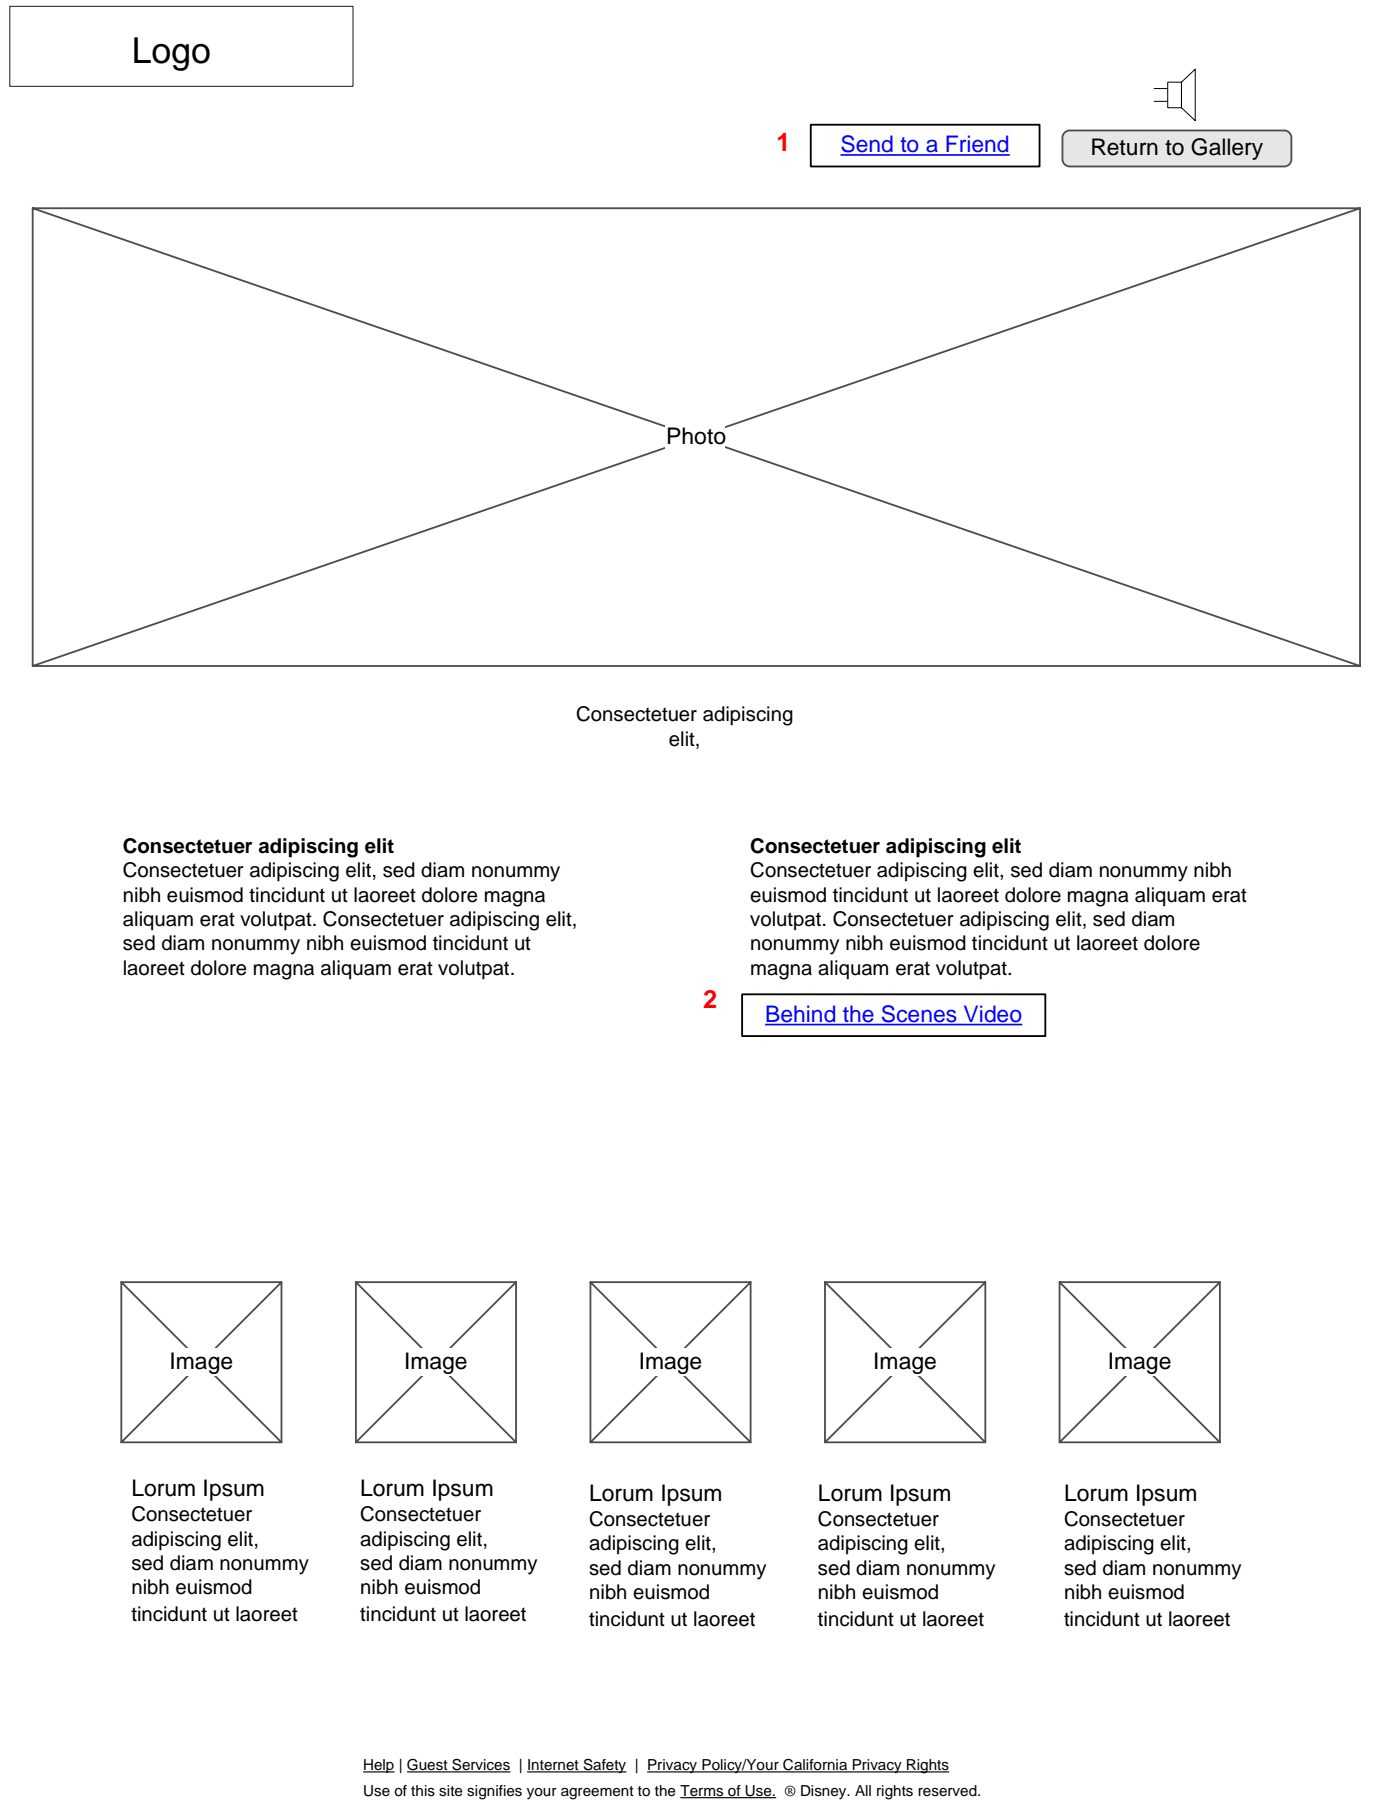 Logo
1
Send to a Friend
Return to Gallery
Photo
Consectetuer adipiscing
elit,
Consectetuer adipiscing elit
Consectetuer adipiscing elit, sed diam nonummy
nibh euismod tincidunt ut laoreet dolore magna
aliquam erat volutpat. Consectetuer adipiscing elit,
sed diam nonummy nibh euismod tincidunt ut
laoreet dolore magna aliquam erat volutpat.
Consectetuer adipiscing elit
Consectetuer adipiscing elit, sed diam nonummy nibh
euismod tincidunt ut laoreet dolore magna aliquam erat
volutpat. Consectetuer adipiscing elit, sed diam
nonummy nibh euismod tincidunt ut laoreet dolore
magna aliquam erat volutpat.
2
Behind the Scenes Video
Image
Image
Image
Image
Image
Lorum Ipsum
Consectetuer
adipiscing elit,
sed diam nonummy
nibh euismod
tincidunt ut laoreet
Lorum Ipsum
Consectetuer
adipiscing elit,
sed diam nonummy
nibh euismod
tincidunt ut laoreet
Lorum Ipsum
Consectetuer
adipiscing elit,
sed diam nonummy
nibh euismod
tincidunt ut laoreet
Lorum Ipsum
Consectetuer
adipiscing elit,
sed diam nonummy
nibh euismod
tincidunt ut laoreet
Lorum Ipsum
Consectetuer
adipiscing elit,
sed diam nonummy
nibh euismod
tincidunt ut laoreet
Help | Guest Services | Internet Safety | Privacy Policy/Your California Privacy Rights
Use of this site signifies your agreement to the Terms of Use. ® Disney. All rights reserved.